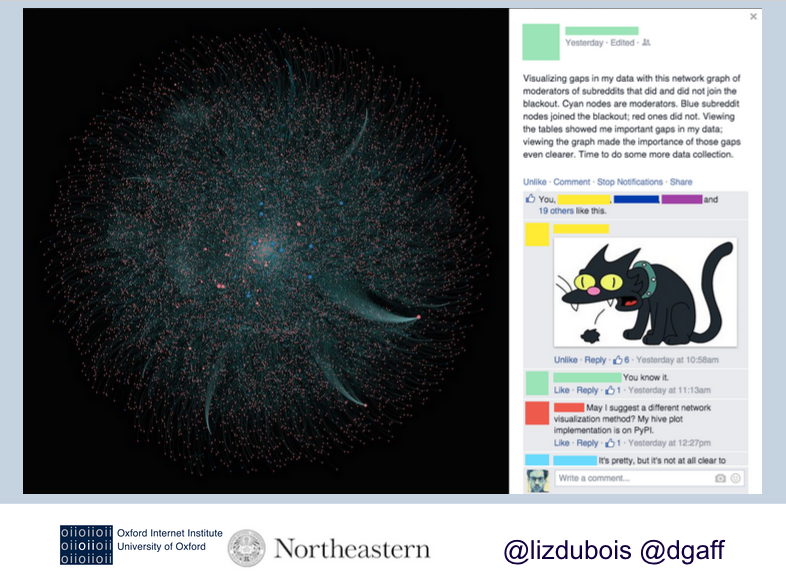 Yesterday · Edited ·
Visualizing gaps in my data with this network graph of
moderators of subreddits that did and did not join the
blackout. Cyan nodes are moderators. Blue subreddit
nodes joined the blackout; red ones did not. Viewing
the tables showed me important gaps in my data;
viewing the graph made the importance of those gaps
even clearer. Time to do some more data collection.
Unlike · Comment · Stop Notifications · Share
You, , , and
19 others like this.
Unlike · Reply · 6 · Yesterday at 10:58am
You know it.
Like · Reply · 1 · Yesterday at 11:13am
May I suggest a different network
visualization method? My hive plot
implementation is on PyPI.
Like · Reply · 1 · Yesterday at 12:27pm
It's pretty, but it's not at all clear to
Write a comment...
oiioiioii
oiioiioii
oiioiioii
Oxford Internet Institute
University of Oxford
Northeastern
@lizdubois @dgaff